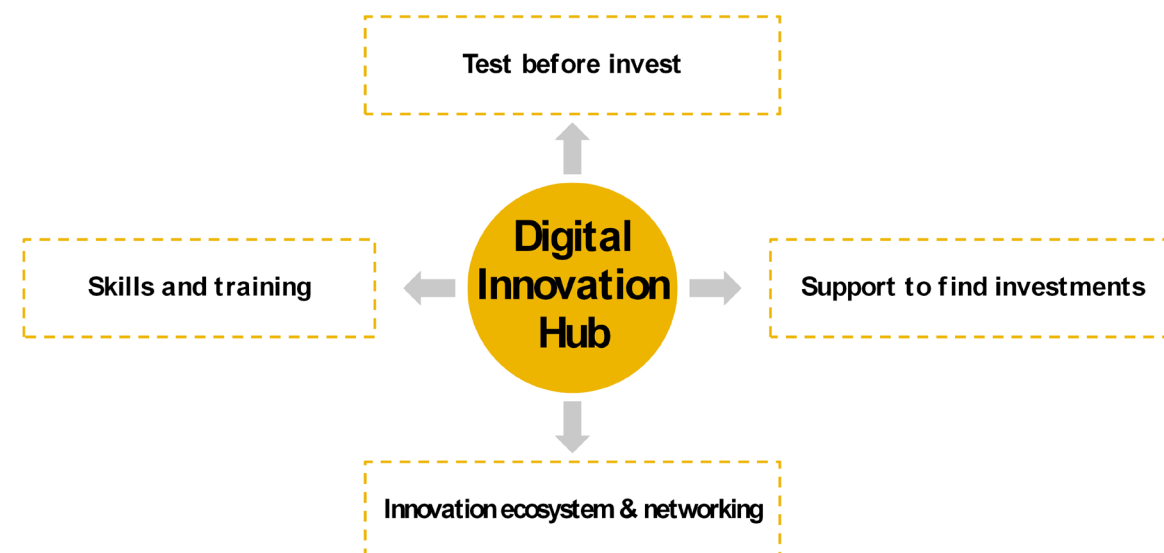 Test before invest
Digital
Innovation
Hub
Skills and training
Support to find investments
Innovation ecosystem & networking